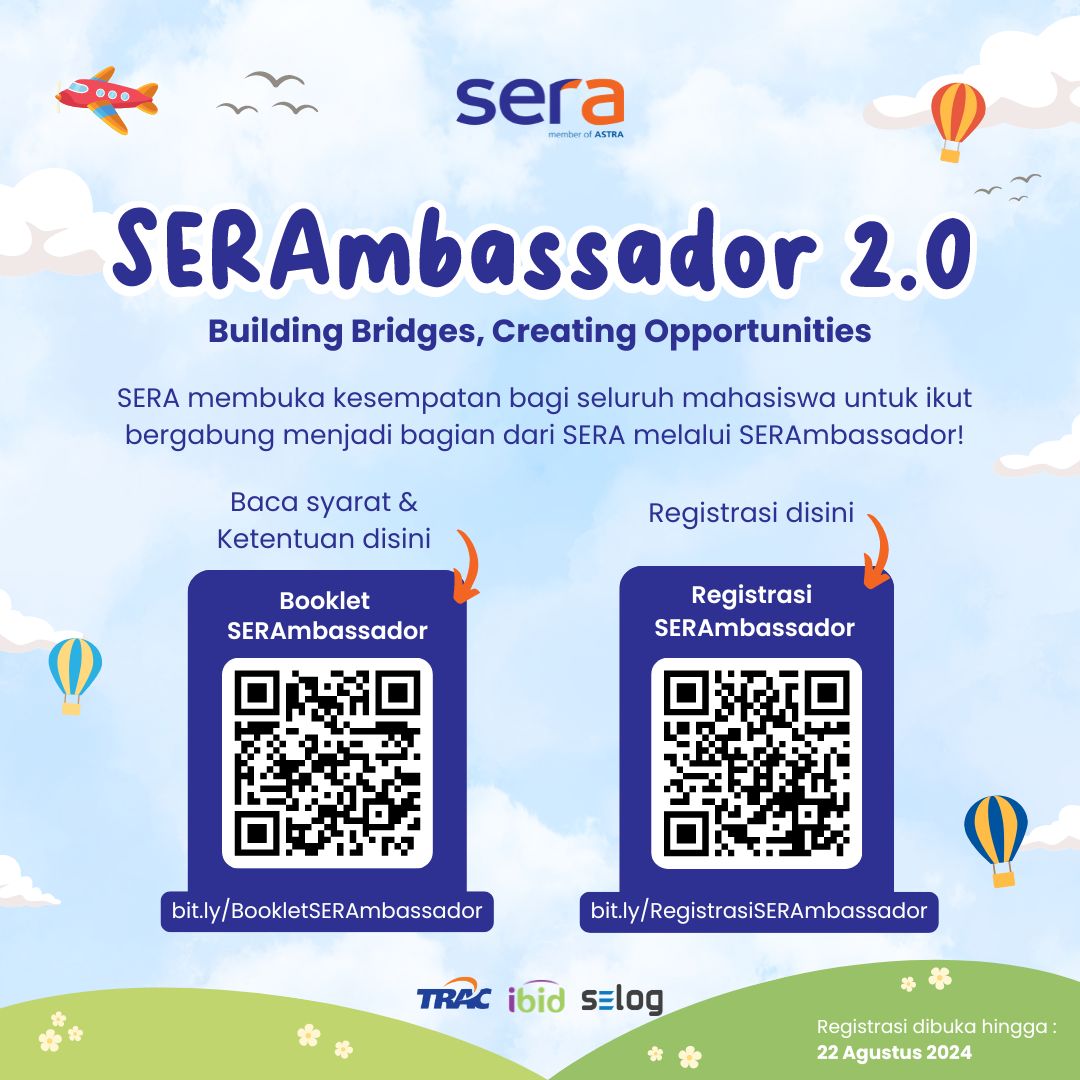 sera
member of ASTRA
SERAmbassador 2.0
Building Bridges, Creating Opportunities
SERA membuka kesempatan bagi seluruh mahasiswa untuk ikut
bergabung menjadi bagian dari SERA melalui SERAmbassador!
Baca syarat &
Ketentuan disini
Booklet
SERAmbassador
bit.ly/BookletSERAmbassador
Registrasi disini
Registrasi
SERAmbassador
bit.ly/RegistrasiSERAmbassador
TRAC ibid selog
Registrasi dibuka hingga :
22 Agustus 2024